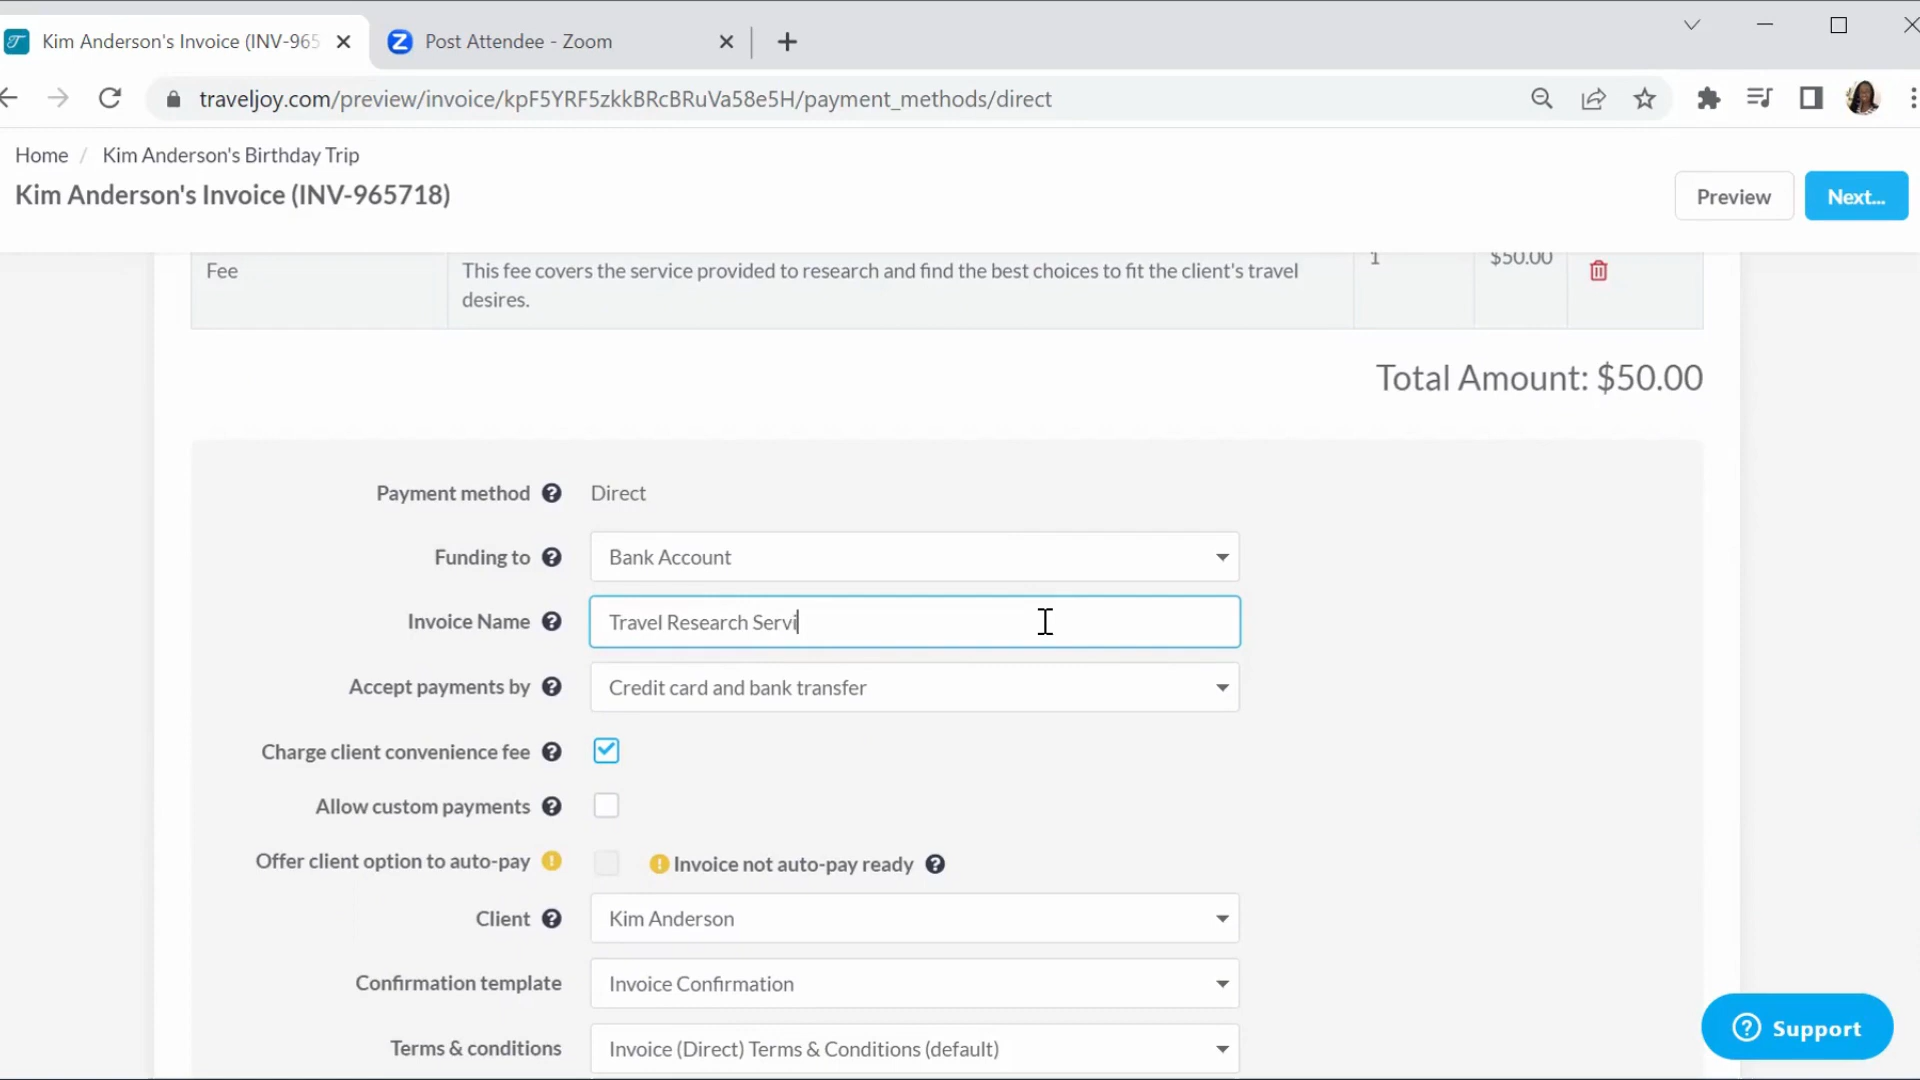 Kim Anderson's Invoice (INV-965
Post Attendee - Zoom
traveljoy.com/preview/invoice/kpF5YRF5zkkBRcBRuVa58e5H/payment_methods/direct
Home / Kim Anderson's Birthday Trip
Kim Anderson's Invoice (INV-965718)
Preview
Next...
Fee
This fee covers the service provided to research and find the best choices to fit the client's travel
desires.
1
$50.00
Total Amount: $50.00
Payment method
Direct
Funding to
Bank Account
Invoice Name
Travel Research Servi
Accept payments by
Credit card and bank transfer
Charge client convenience fee
Allow custom payments
Offer client option to auto-pay
Invoice not auto-pay ready
Client
Kim Anderson
Confirmation template
Invoice Confirmation
Terms & conditions
Invoice (Direct) Terms & Conditions (default)
Support